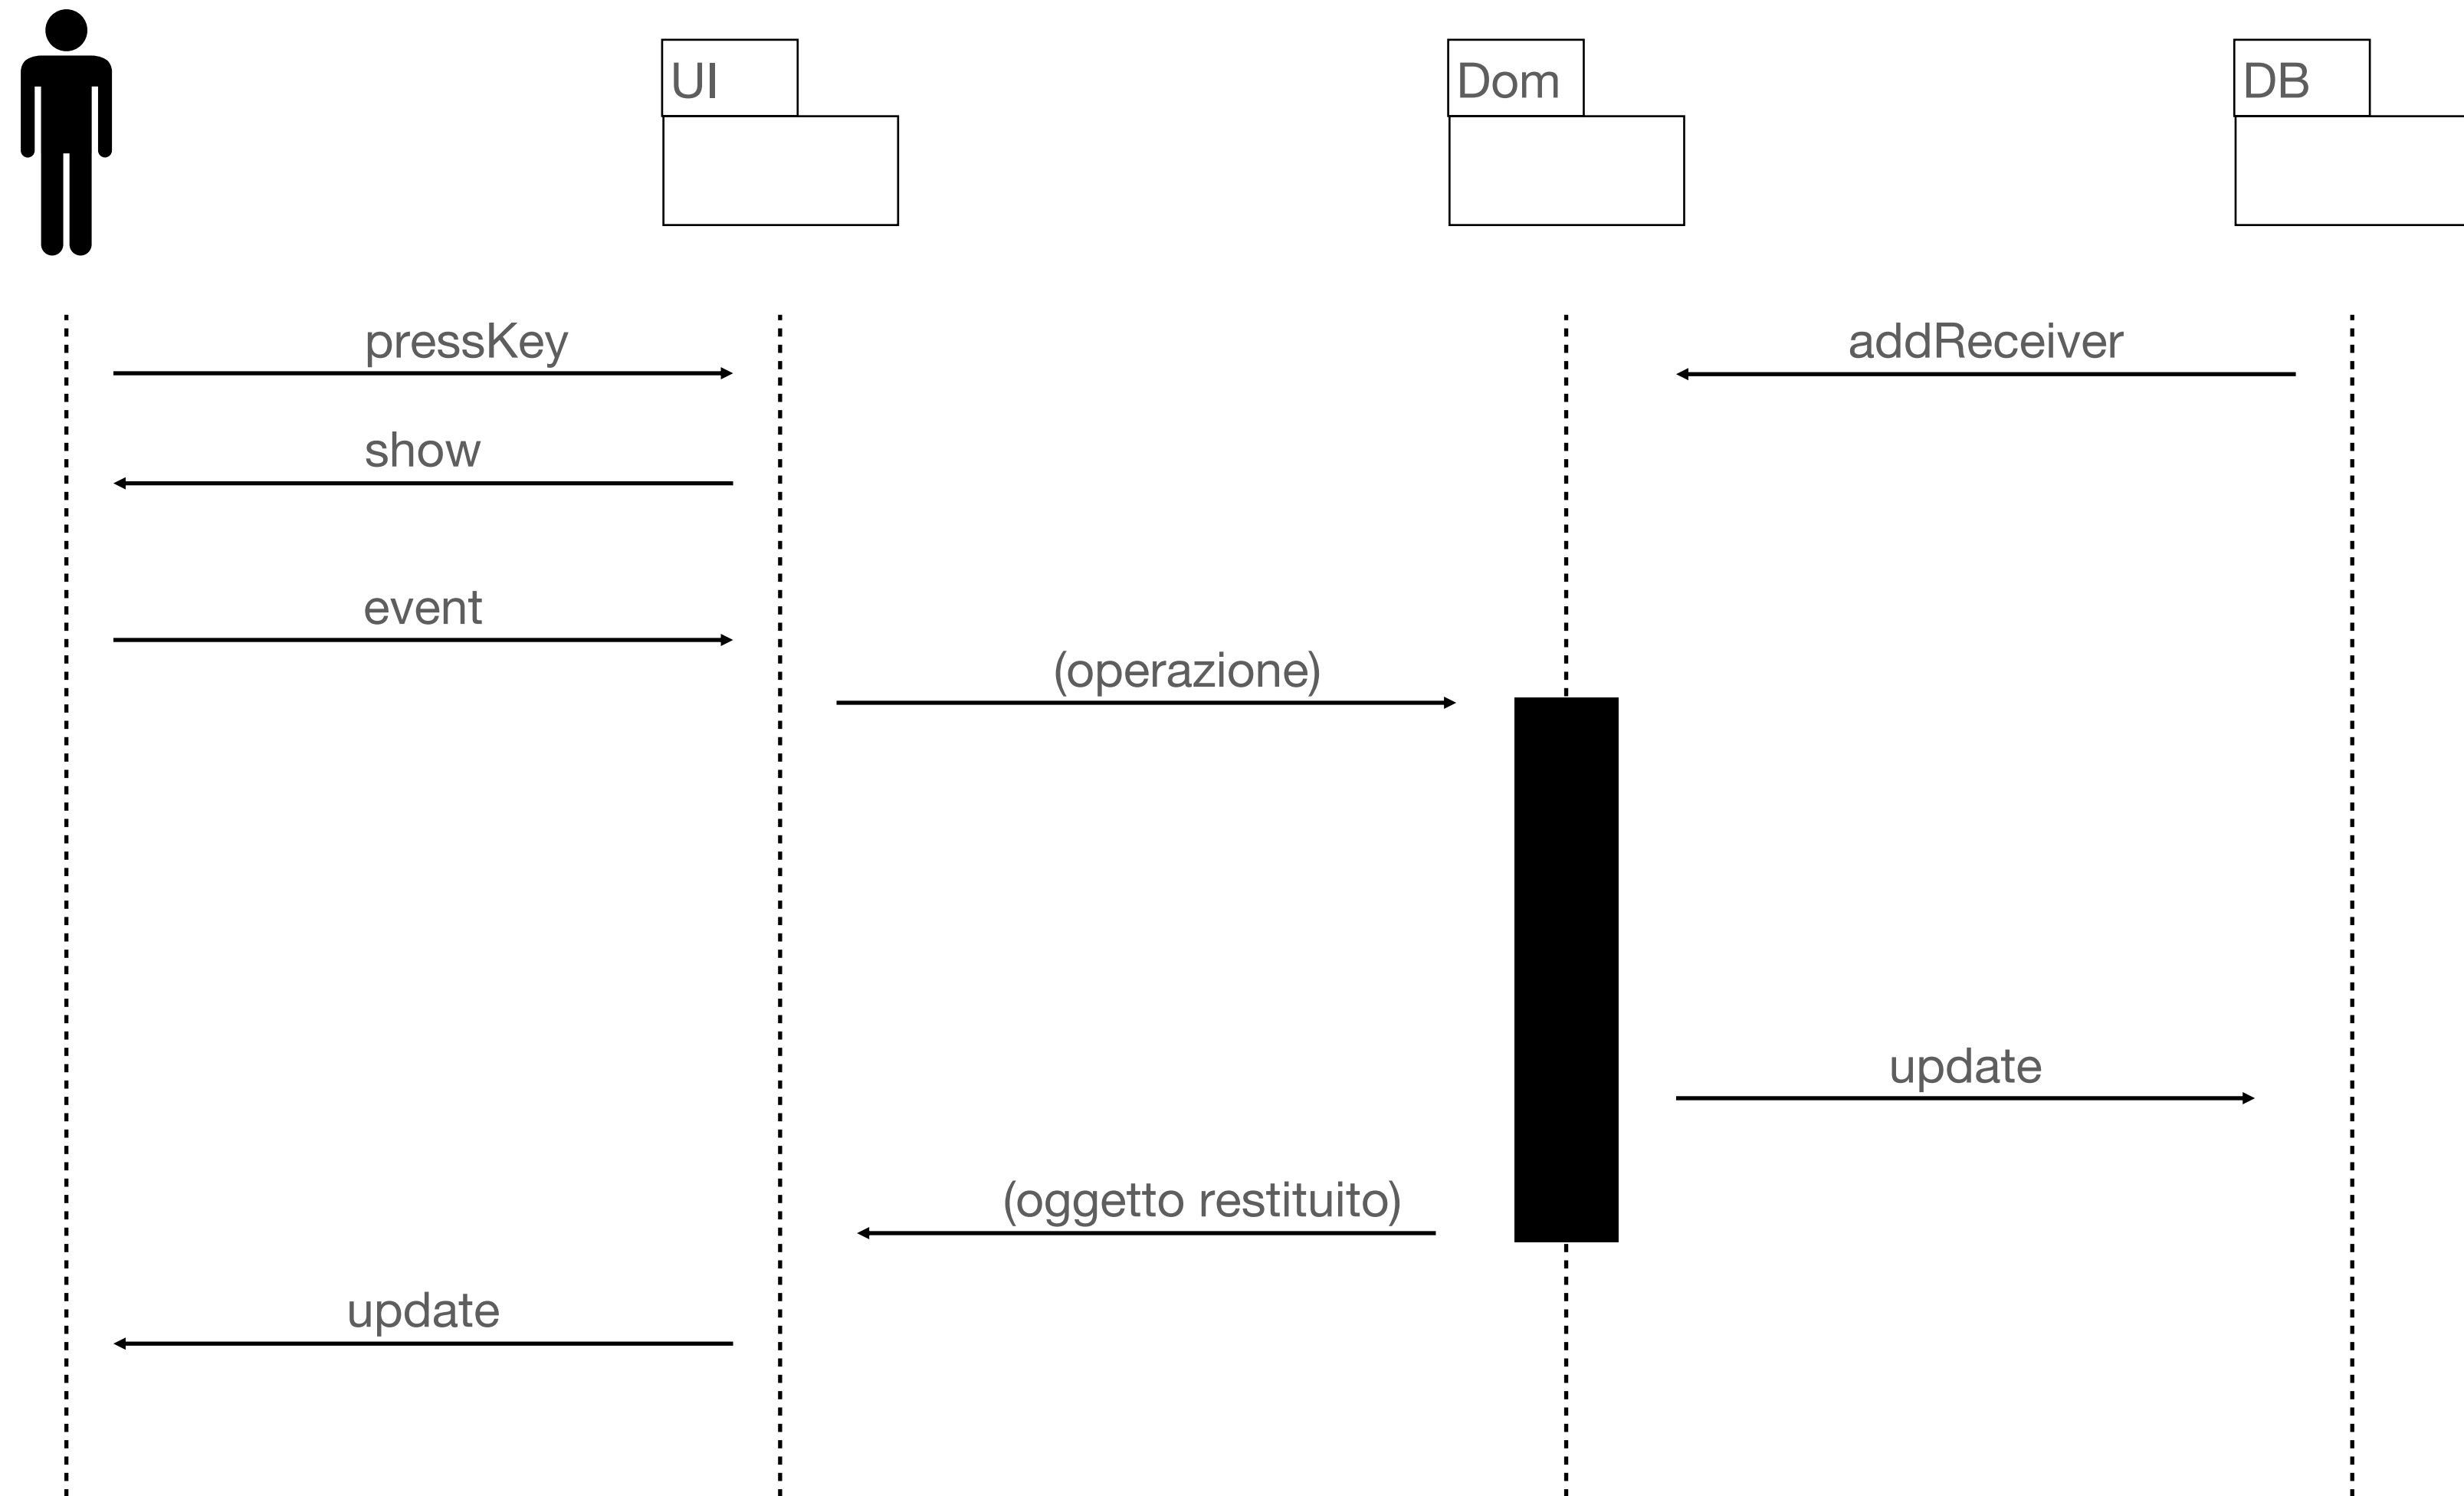 UI
Dom
DB
pressKey
addReceiver
show
event
(operazione)
update
(oggetto restituito)
update